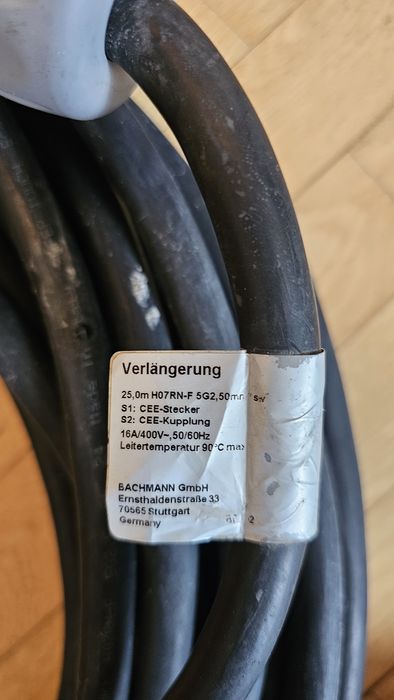 Verlängerung
25,0m H07RN-F 5G2,50mm² sw
S1: CEE-Stecker
S2: CEE-Kupplung
16A/400V~,50/60Hz
Leitertemperatur 90°C max
BACHMANN GmbH
Ernsthaldenstraße 33
70565 Stuttgart
Germany